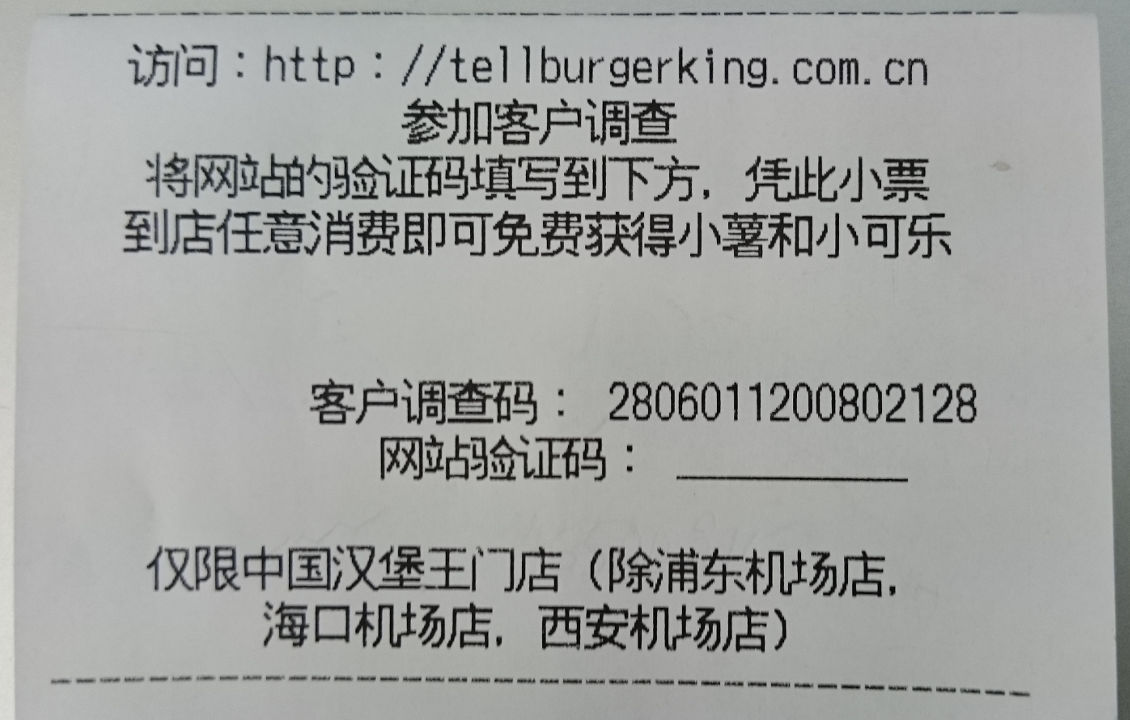 访问：http：//tellburgerking.com.cn
参加客户调查
将网站的验证码填写到下方，凭此小票
到店任意消费即可免费获得小薯和小可乐
客户调查码： 2806011200802128
网站验证码： __________
仅限中国汉堡王门店（除浦东机场店，
海口机场店，西安机场店）